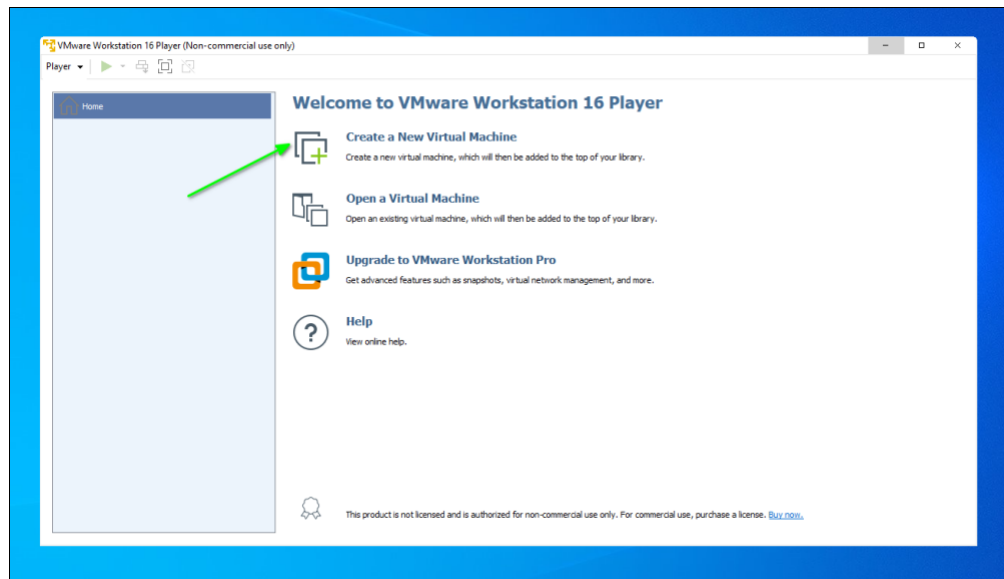 VMware Workstation 16 Player (Non-commercial use only)
Player
Home
Welcome to VMware Workstation 16 Player
Create a New Virtual Machine
Create a new virtual machine, which will then be added to the top of your library.
Open a Virtual Machine
Open an existing virtual machine, which will then be added to the top of your library.
Upgrade to VMware Workstation Pro
Get advanced features such as snapshots, virtual network management, and more.
Help
View online help.
This product is not licensed and is authorized for non-commercial use only. For commercial use, purchase a license. Buy now.